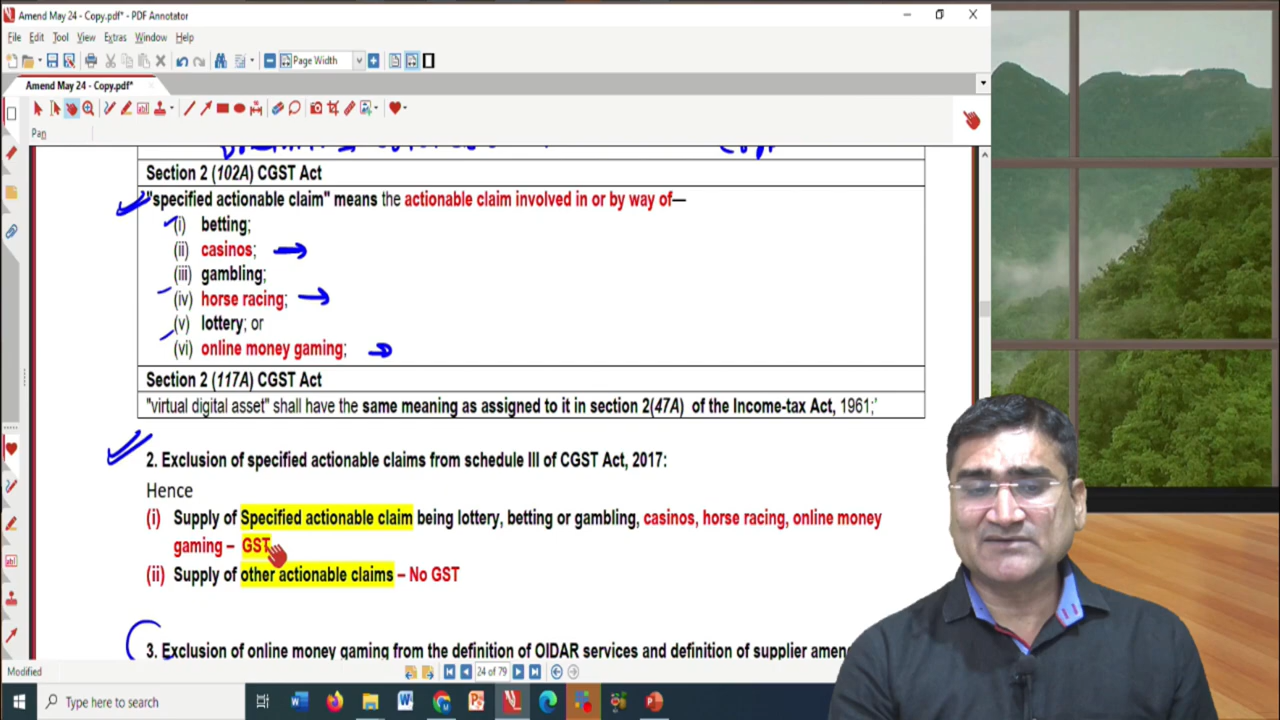 Amend May 24 - Copy.pdf* - PDF Annotator
File Edit Tool View Extras Window Help
Page Width
Amend May 24 - Copy.pdf*
Pan
Section 2 (102A) CGST Act
"specified actionable claim" means the actionable claim involved in or by way of—
(i) betting;
(ii) casinos;
(iii) gambling;
(iv) horse racing;
(v) lottery; or
(vi) online money gaming;
Section 2 (117A) CGST Act
"virtual digital asset" shall have the same meaning as assigned to it in section 2(47A) of the Income-tax Act, 1961;'
2. Exclusion of specified actionable claims from schedule III of CGST Act, 2017:
Hence
(i) Supply of Specified actionable claim being lottery, betting or gambling, casinos, horse racing, online money
gaming – GST
(ii) Supply of other actionable claims – No GST
3. Exclusion of online money gaming from the definition of OIDAR services and definition of supplier
Modified
24 of 79
Type here to search